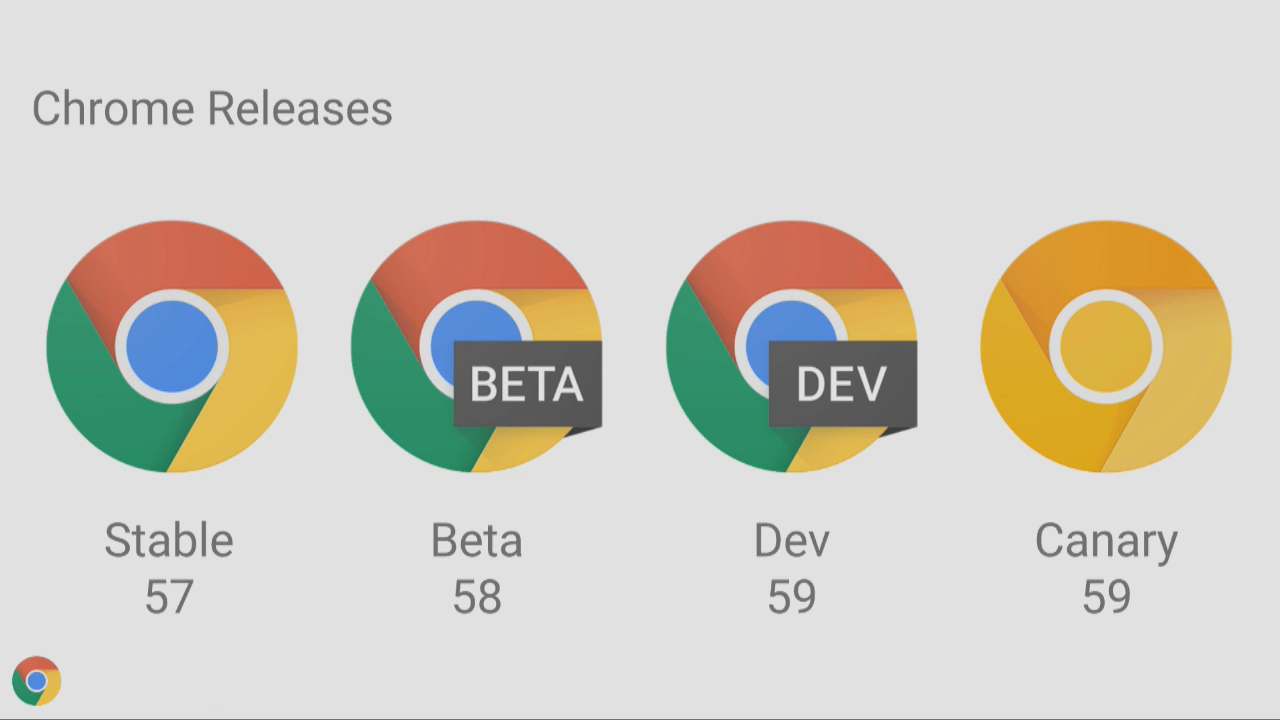 Chrome Releases
BETA
DEV
Stable
Beta
Dev
Canary
57
58
59
59